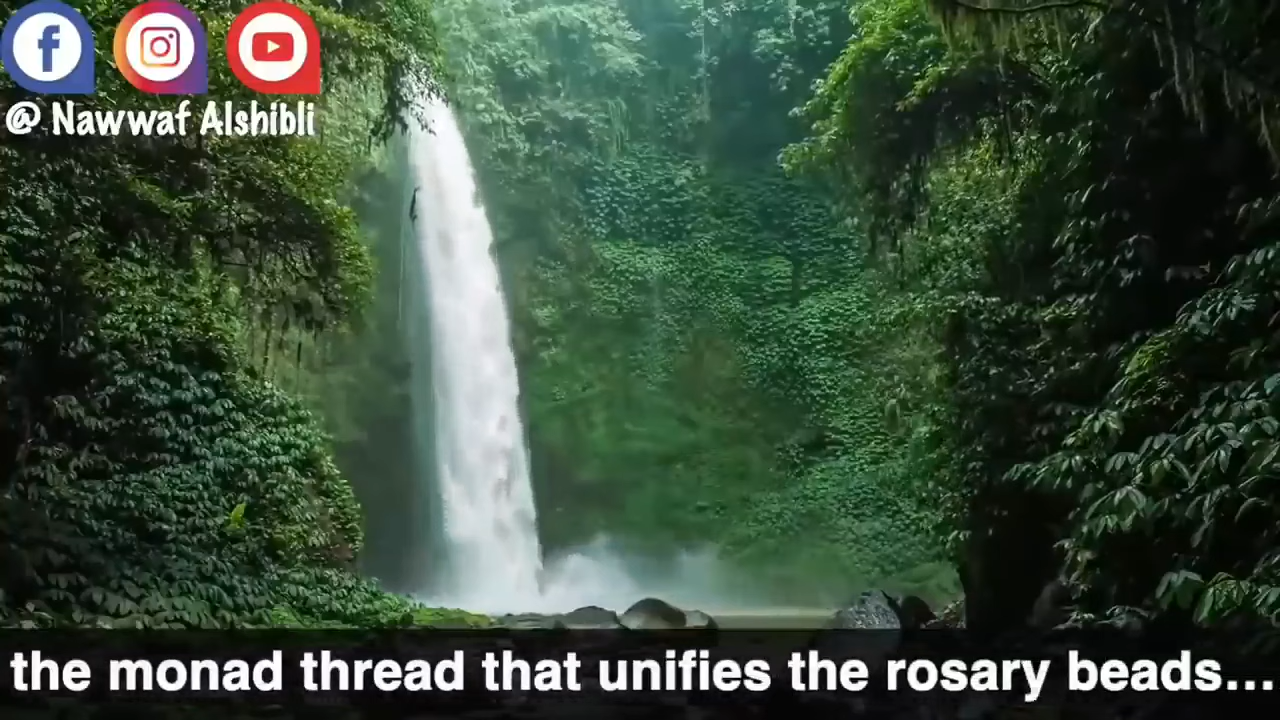 @ Nawwaf Alshibli
the monad thread that unifies the rosary beads...